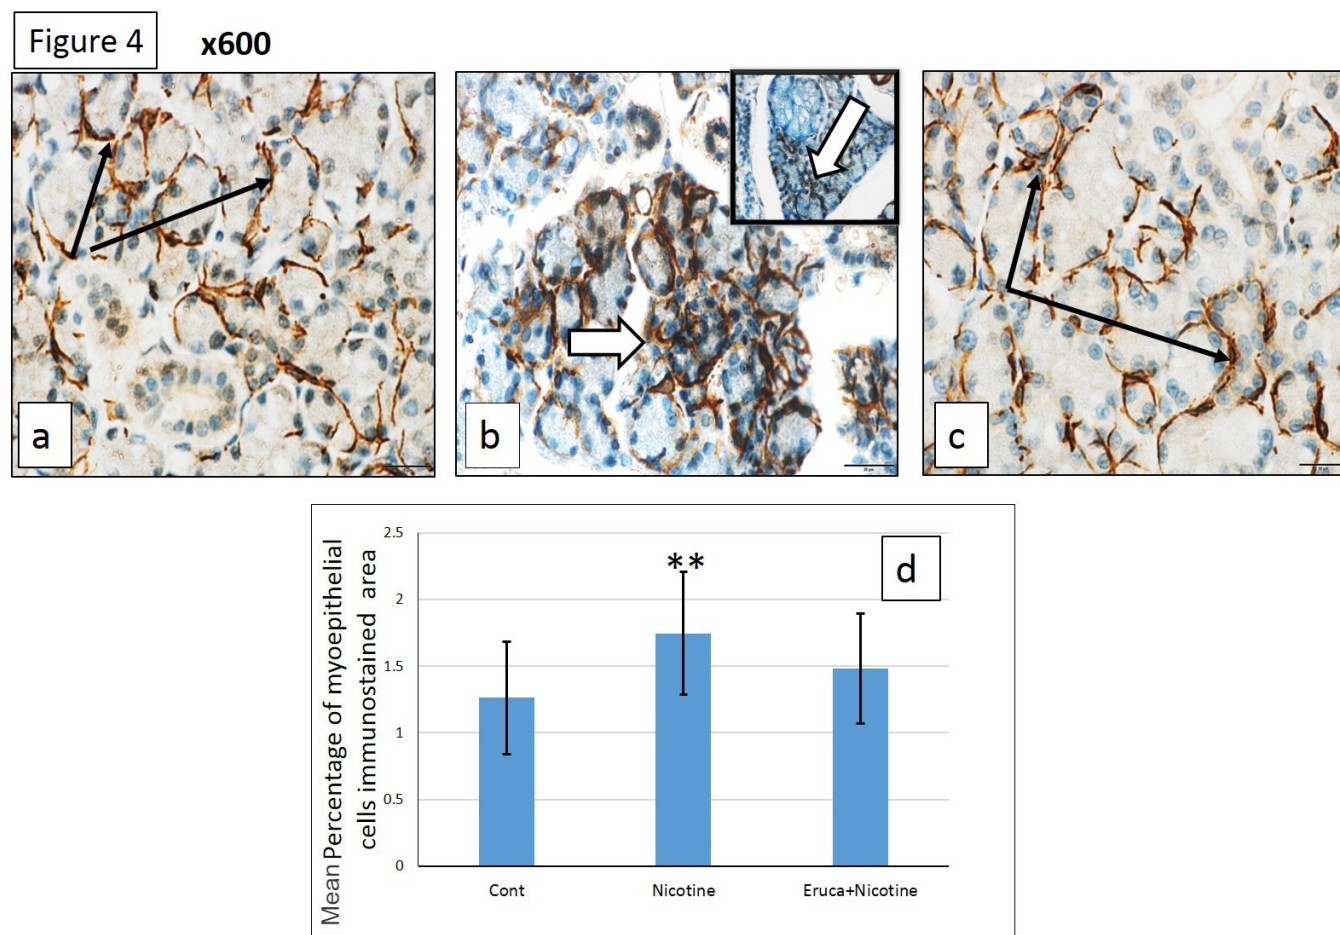 Figure 4
x600
a
b
c
Mean Percentage of myoepithelial
cells immunostained area
2.5
2
1.5
1
0.5
0
**
d
Cont
Nicotine
Eruca+Nicotine